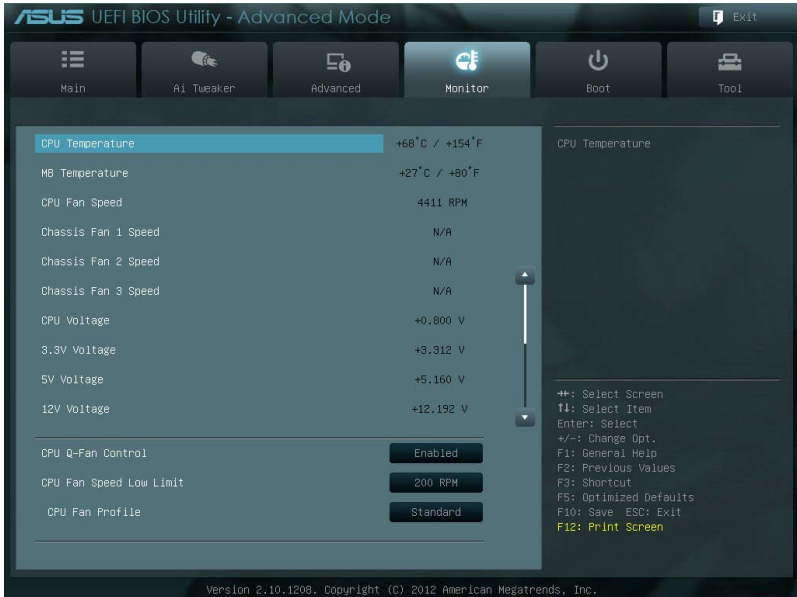 ASUS UEFI BIOS Utility - Advanced Mode
Exit
Main Ai Tweaker Advanced Monitor Boot Tool
CPU Temperature +68°C / +154°F
MB Temperature +27°C / +80°F
CPU Fan Speed 4411 RPM
Chassis Fan 1 Speed N/A
Chassis Fan 2 Speed N/A
Chassis Fan 3 Speed N/A
CPU Voltage +0.800 V
3.3V Voltage +3.312 V
5V Voltage +5.160 V
12V Voltage +12.192 V
CPU Q-Fan Control Enabled
CPU Fan Speed Low Limit 200 RPM
CPU Fan Profile Standard
CPU Temperature
→←: Select Screen
↑↓: Select Item
Enter: Select
+/-: Change Opt.
F1: General Help
F2: Previous Values
F3: Shortcut
F5: Optimized Defaults
F10: Save ESC: Exit
F12: Print Screen
Version 2.10.1208. Copyright (C) 2012 American Megatrends, Inc.